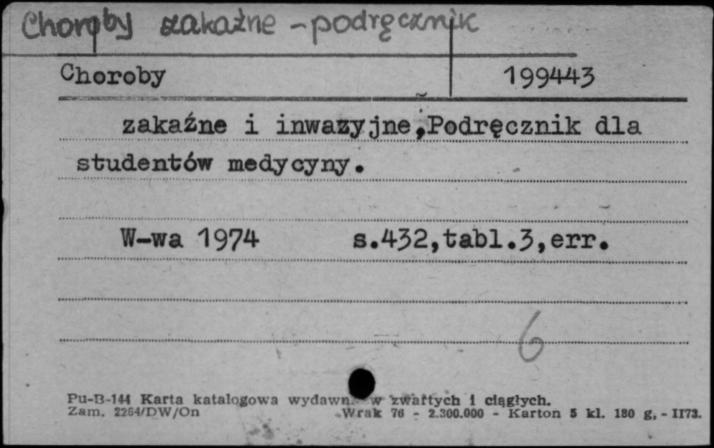 Choroby zakaźne - podręcznik
Choroby 199443
zakaźne i inwazyjne,Podręcznik dla
studentów medycyny.
W-wa 1974 s.432,tabl.3,err.
6
Pu-B-144 Karta katalogowa wydawn. w zwartych i ciągłych.
Zam. 2264/DW/On Wrak 76 - 2.300.000 - Karton 5 kl. 180 g, - II73.